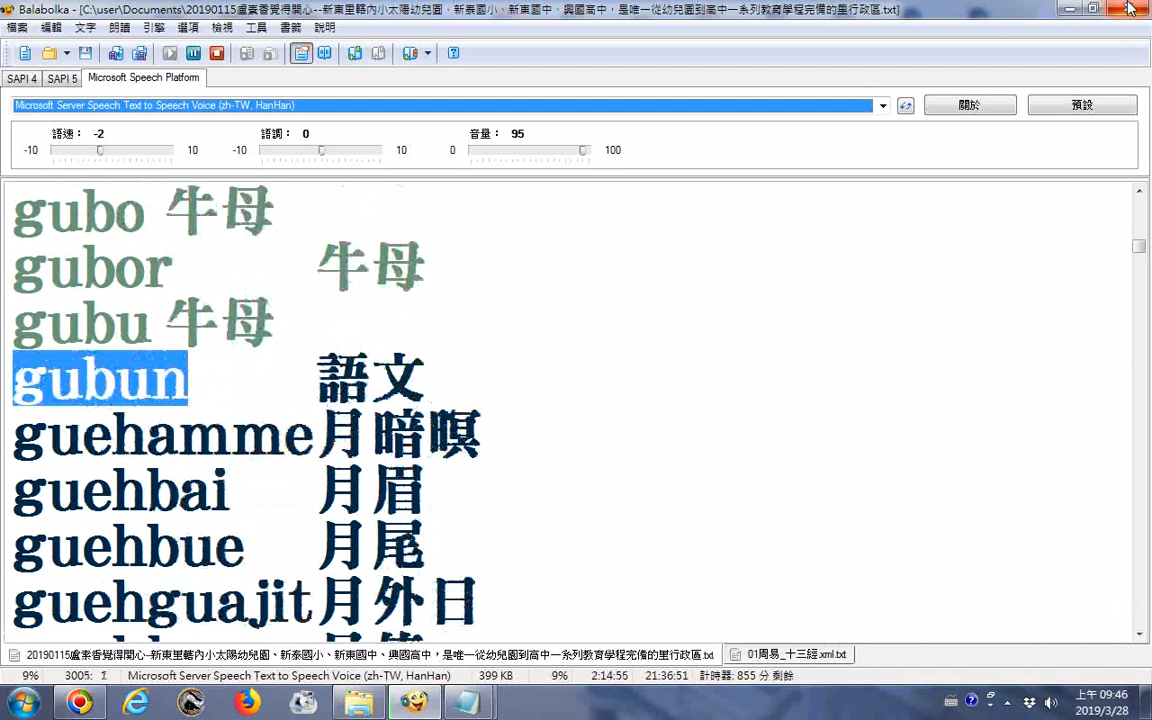 Balabolka - [C:\user\Documents\20190115盧素香覺得開心--新東里轄內小太陽幼兒園、新泰國小、新東國中、興國高中，是唯一從幼兒園到高中一系列教育學程完備的里行政區.txt]
檔案 編輯 文字 朗讀 引擎 選項 檢視 工具 書籤 說明
SAPI 4 SAPI 5 Microsoft Speech Platform
Microsoft Server Speech Text to Speech Voice (zh-TW, HanHan) 關於 預設
語速： -2 語調： 0 音量： 95
-10 10 -10 10 0 100
gubo 牛母
gubor 牛母
gubu 牛母
gubun 語文
guehamme 月暗暝
guehbai 月眉
guehbue 月尾
guehguajit 月外日
20190115盧素香覺得開心--新東里轄內小太陽幼兒園、新泰國小、新東國中、興國高中，是唯一從幼兒園到高中一系列教育學程完備的里行政區.txt 01周易_十三經.xml.txt
9% 3005: 1 Microsoft Server Speech Text to Speech Voice (zh-TW, HanHan) 399 KB 9% 2:14:55 21:36:51 計時器: 855 分 剩餘
上午 09:46
2019/3/28